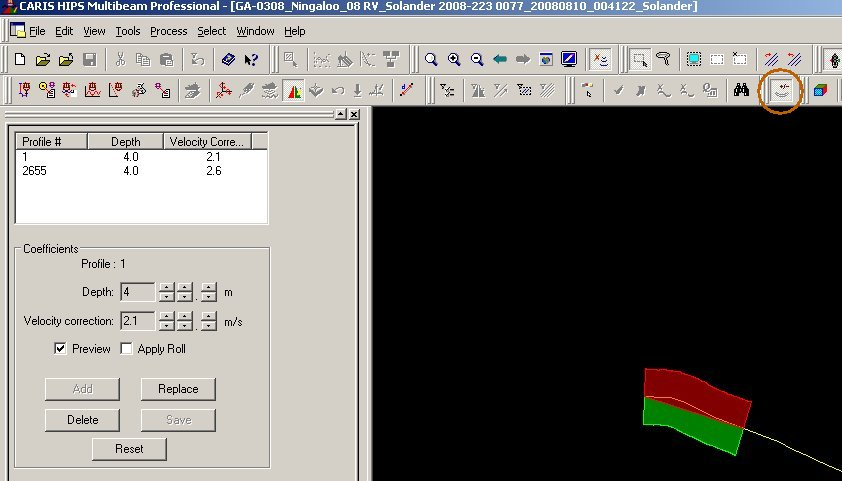 CARIS HIPS Multibeam Professional - [GA-0308_Ningaloo_08 RV_Solander 2008-223 0077_20080810_004122_Solander]
File Edit View Tools Process Select Window Help
Profile # Depth Velocity Corre...
1 4.0 2.1
2655 4.0 2.6
Coefficients
Profile : 1
Depth: 4 m
Velocity correction: 2.1 m/s
Preview Apply Roll
Add Replace
Delete Save
Reset